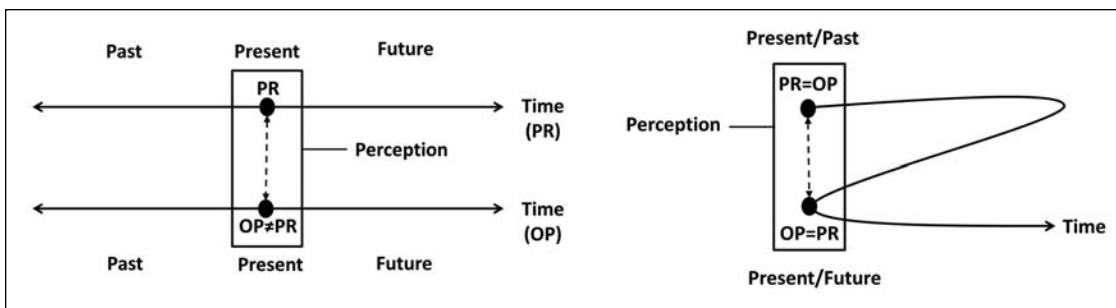 Past Present Future
PR
Time
(PR)
Perception
OP≠PR
Time
(OP)
Past Present Future
Present/Past
PR=OP
Perception
OP=PR
Time
Present/Future